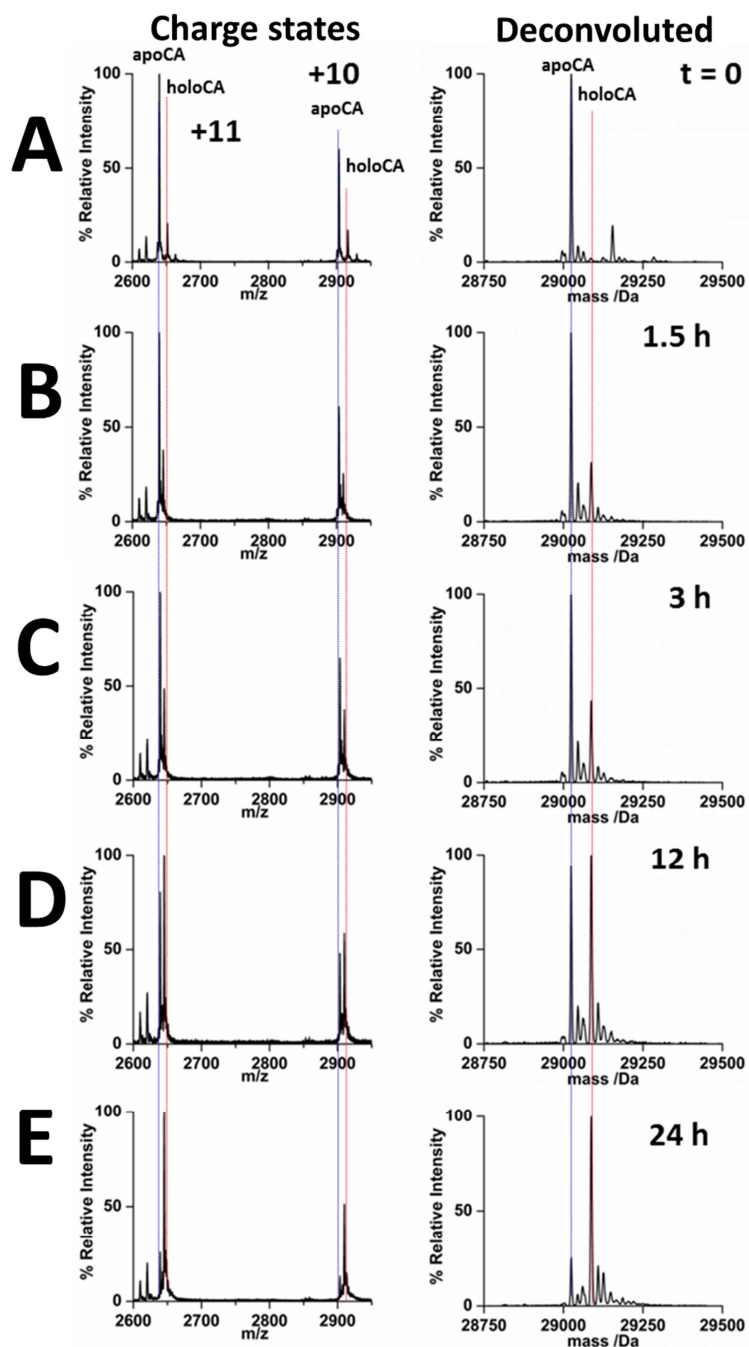 Charge states
Deconvoluted
A
apoCA
holoCA
+11
+10
apoCA
holoCA
% Relative Intensity
100
50
0
2600
2700
2800
2900
m/z
apoCA
holoCA
t = 0
% Relative Intensity
100
50
0
28750
29000
29250
29500
mass /Da
B
% Relative Intensity
100
50
0
2600
2700
2800
2900
m/z
1.5 h
% Relative Intensity
100
50
0
28750
29000
29250
29500
mass /Da
C
% Relative Intensity
100
50
0
2600
2700
2800
2900
m/z
3 h
% Relative Intensity
100
50
0
28750
29000
29250
29500
mass /Da
D
% Relative Intensity
100
50
0
2600
2700
2800
2900
m/z
12 h
% Relative Intensity
100
50
0
28750
29000
29250
29500
mass /Da
E
% Relative Intensity
100
50
0
2600
2700
2800
2900
m/z
24 h
% Relative Intensity
100
50
0
28750
29000
29250
29500
mass /Da